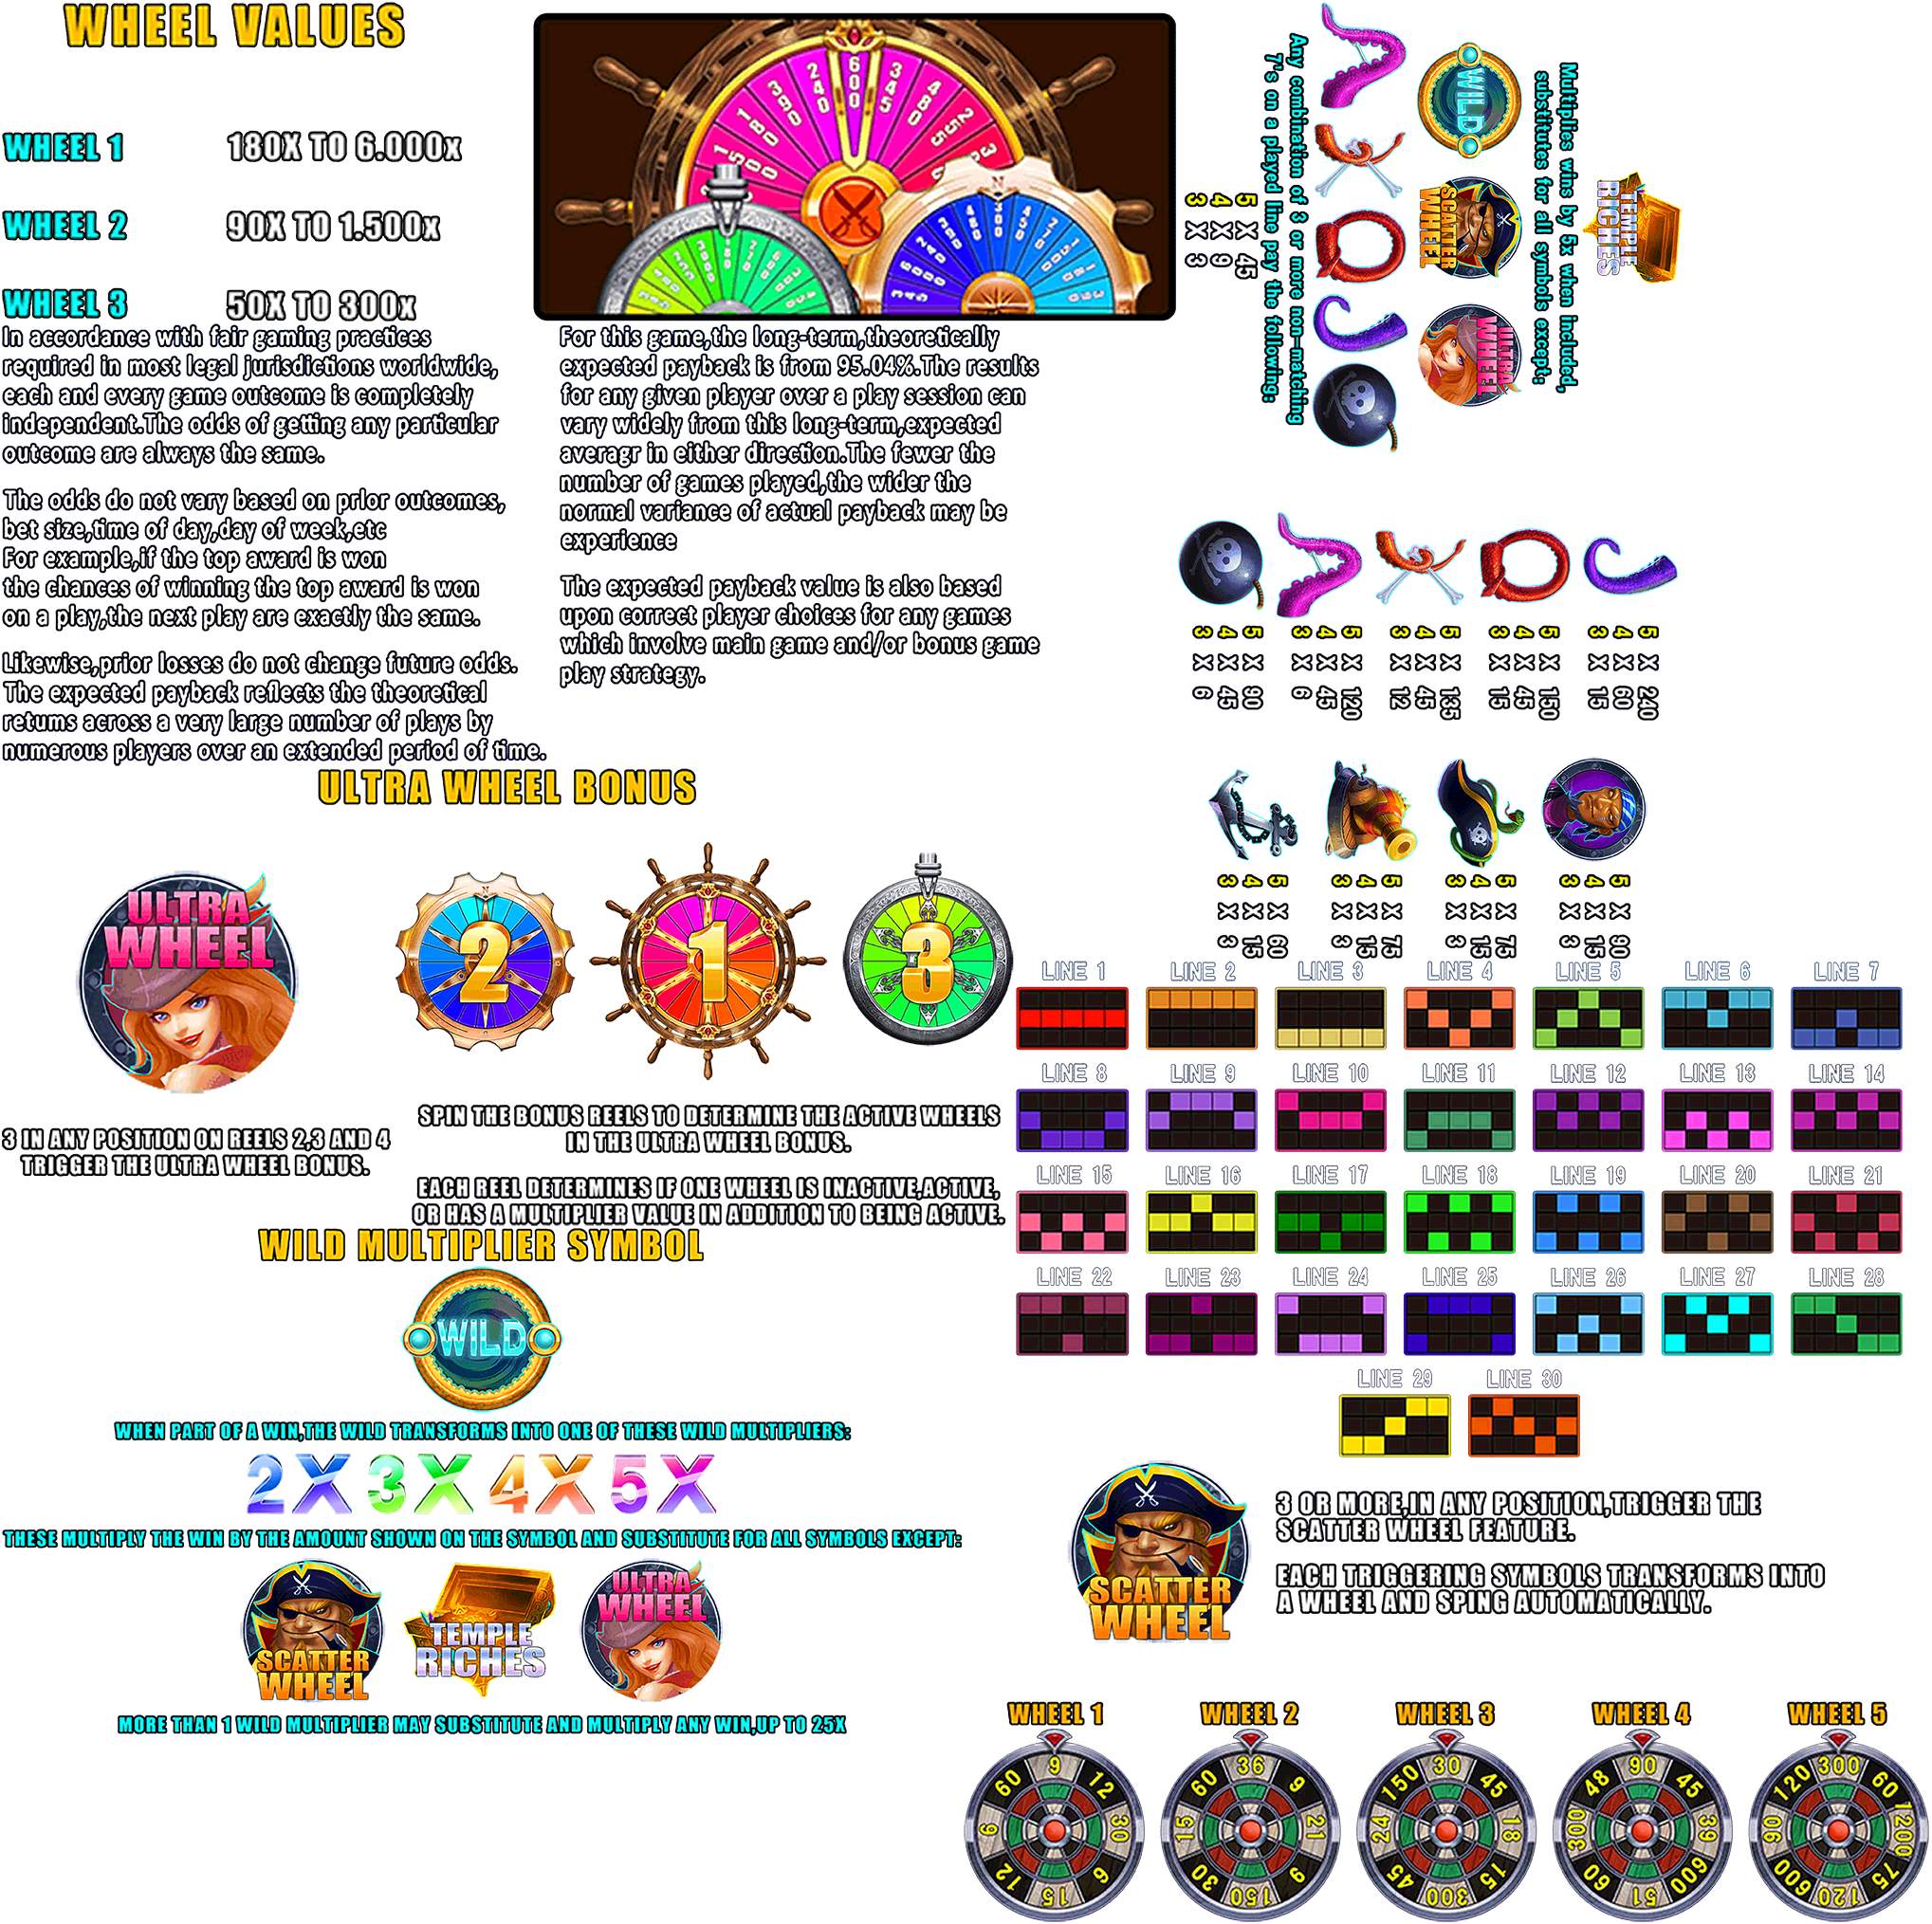 WHEEL VALUES
WHEEL 1 180X TO 6.000x
WHEEL 2 90X TO 1.500x
WHEEL 3 50X TO 300x
In accordance with fair gaming practices
required in most legal jurisdictions worldwide,
each and every game outcome is completely
independent.The odds of getting any particular
outcome are always the same.
The odds do not vary based on prior outcomes,
bet size,time of day,day of week,etc
For example,if the top award is won
the chances of winning the top award is won
on a play,the next play are exactly the same.
Likewise,prior losses do not change future odds.
The expected payback reflects the theoretical
retums across a very large number of plays by
numerous players over an extended period of time.
1500 180 380 240 600 345 480 255
For this game,the long-term,theoretically
expected payback is from 95.04%.The results
for any given player over a play session can
vary widely from this long-term,expected
averagr in either direction.The fewer the
number of games played,the wider the
normal variance of actual payback may be
experience
The expected payback value is also based
upon correct player choices for any games
which involve main game and/or bonus game
play strategy.
TEMPLE
RICHES
Multiplies wins by 5x when included,
substitutes for all symbols except:
WILD
SCATTER
WHEEL
ULTRA
WHEEL
Any combination of 3 or more non-matching
7's on a played line pay the following:
5 X 45
4 X 9
3 X 3
5 X 90
4 X 45
3 X 6
5 X 120
4 X 45
3 X 6
5 X 135
4 X 45
3 X 12
5 X 150
4 X 45
3 X 15
5 X 240
4 X 60
3 X 15
5 X 60
4 X 15
3 X 3
5 X 75
4 X 15
3 X 3
5 X 75
4 X 15
3 X 3
5 X 90
4 X 15
3 X 3
ULTRA WHEEL BONUS
ULTRA
WHEEL
2 1 3
3 IN ANY POSITION ON REELS 2,3 AND 4
TRIGGER THE ULTRA WHEEL BONUS.
SPIN THE BONUS REELS TO DETERMINE THE ACTIVE WHEELS
IN THE ULTRA WHEEL BONUS.
EACH REEL DETERMINES IF ONE WHEEL IS INACTIVE,ACTIVE,
OR HAS A MULTIPLIER VALUE IN ADDITION TO BEING ACTIVE.
LINE 1 LINE 2 LINE 3 LINE 4 LINE 5 LINE 6 LINE 7
LINE 8 LINE 9 LINE 10 LINE 11 LINE 12 LINE 13 LINE 14
LINE 15 LINE 16 LINE 17 LINE 18 LINE 19 LINE 20 LINE 21
LINE 22 LINE 23 LINE 24 LINE 25 LINE 26 LINE 27 LINE 28
LINE 29 LINE 30
WILD MULTIPLIER SYMBOL
WILD
WHEN PART OF A WIN,THE WILD TRANSFORMS INTO ONE OF THESE WILD MULTIPLIERS:
2X 3X 4X 5X
THESE MULTIPLY THE WIN BY THE AMOUNT SHOWN ON THE SYMBOL AND SUBSTITUTE FOR ALL SYMBOLS EXCEPT:
SCATTER
WHEEL
TEMPLE
RICHES
ULTRA
WHEEL
MORE THAN 1 WILD MULTIPLIER MAY SUBSTITUTE AND MULTIPLY ANY WIN,UP TO 25X
SCATTER
WHEEL
3 OR MORE,IN ANY POSITION,TRIGGER THE
SCATTER WHEEL FEATURE.
EACH TRIGGERING SYMBOLS TRANSFORMS INTO
A WHEEL AND SPING AUTOMATICALLY.
WHEEL 1 WHEEL 2 WHEEL 3 WHEEL 4 WHEEL 5
9 12 30 6 15 12 6 60
36 9 21 9 150 30 15 60
30 45 18 15 300 45 24 150
90 45 39 600 51 60 300 48
300 60 1200 75 120 600 90 120